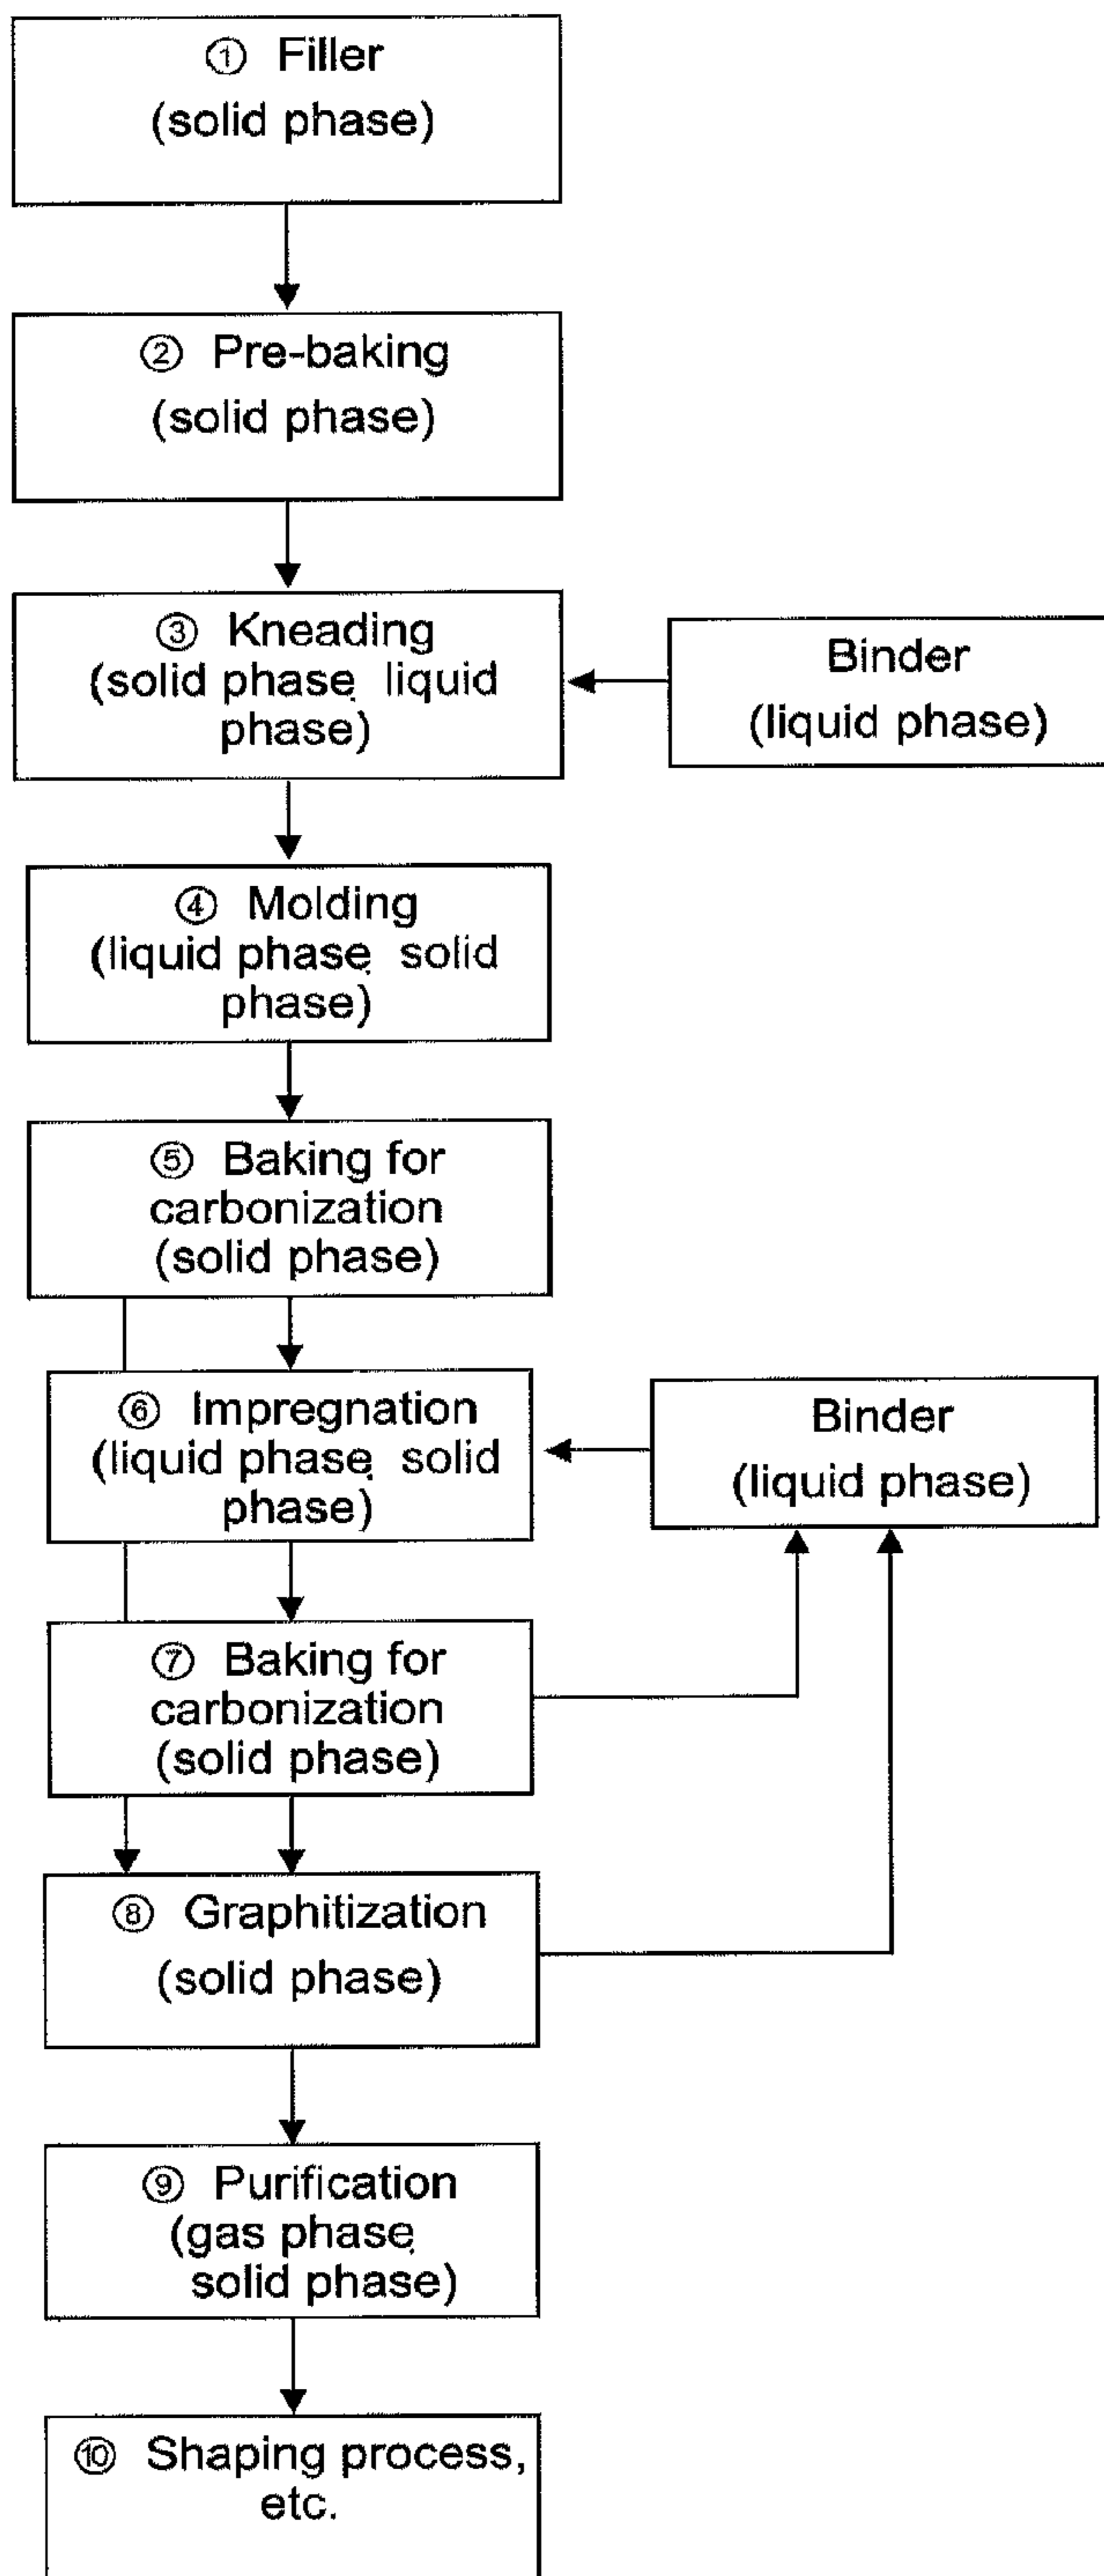 ① Filler
(solid phase)
② Pre-baking
(solid phase)
③ Kneading
(solid phase, liquid
phase)
Binder
(liquid phase)
④ Molding
(liquid phase, solid
phase)
⑤ Baking for
carbonization
(solid phase)
⑥ Impregnation
(liquid phase, solid
phase)
Binder
(liquid phase)
⑦ Baking for
carbonization
(solid phase)
⑧ Graphitization
(solid phase)
⑨ Purification
(gas phase,
solid phase)
⑩ Shaping process,
etc.